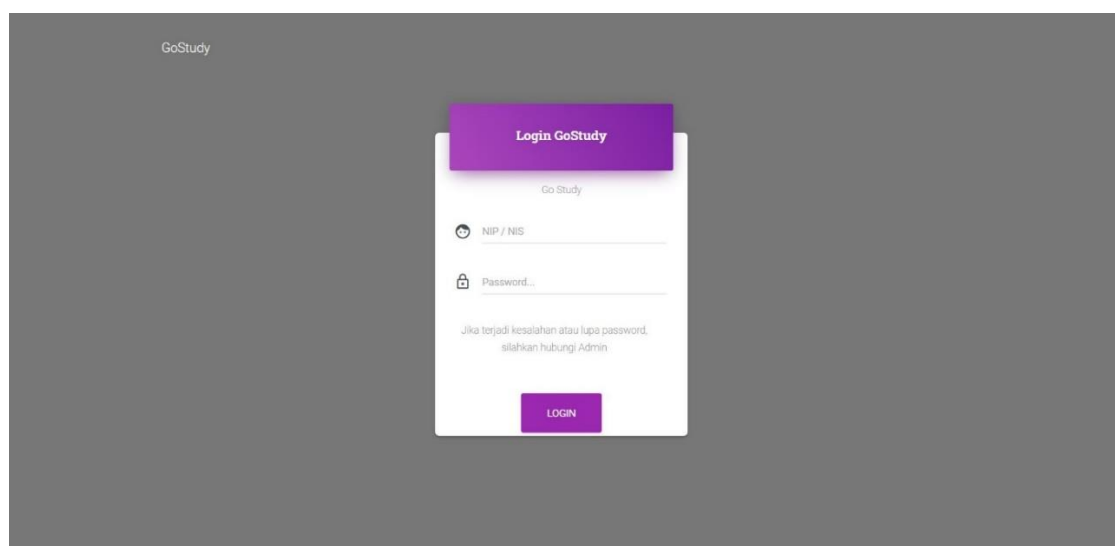 GoStudy
Login GoStudy
Go Study
NIP / NIS
Password...
Jika terjadi kesalahan atau lupa password,
silahkan hubungi Admin
LOGIN